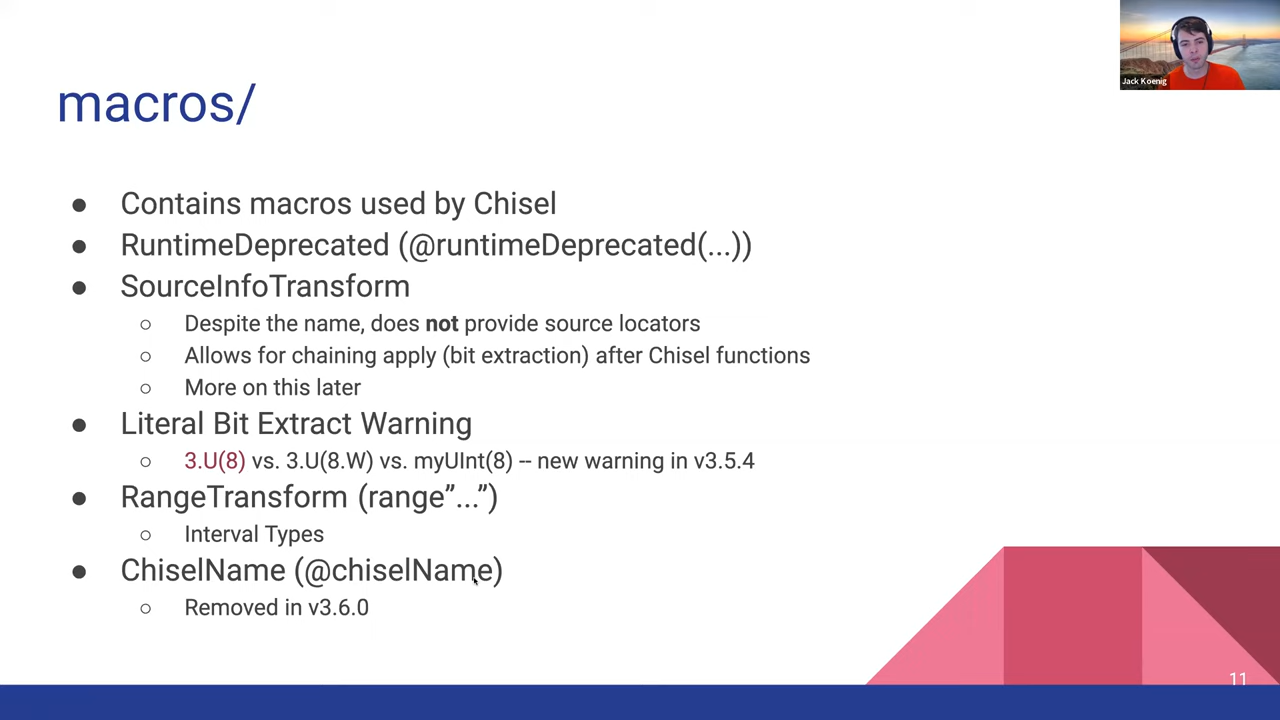 Jack Koenig
macros/
● Contains macros used by Chisel
● RuntimeDeprecated (@runtimeDeprecated(...))
● SourceInfoTransform
○ Despite the name, does not provide source locators
○ Allows for chaining apply (bit extraction) after Chisel functions
○ More on this later
● Literal Bit Extract Warning
○ 3.U(8) vs. 3.U(8.W) vs. myUInt(8) -- new warning in v3.5.4
● RangeTransform (range”...”)
○ Interval Types
● ChiselName (@chiselName)
○ Removed in v3.6.0
11